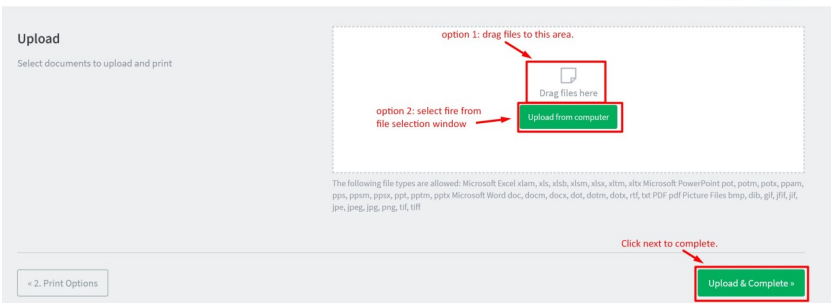 Upload
Select documents to upload and print
option 1: drag files to this area.
Drag files here
option 2: select fire from
file selection window
Upload from computer
The following file types are allowed: Microsoft Excel xlam, xls, xlsb, xlsm, xlsx, xltm, xltx Microsoft PowerPoint pot, potm, potx, ppam,
pps, ppsm, ppsx, ppt, pptm, pptx Microsoft Word doc, docm, docx, dot, dotm, dotx, rtf, txt PDF pdf Picture Files bmp, dib, gif, jfif, jif,
jpe, jpeg, jpg, png, tif, tiff
Click next to complete.
« 2. Print Options
Upload & Complete »